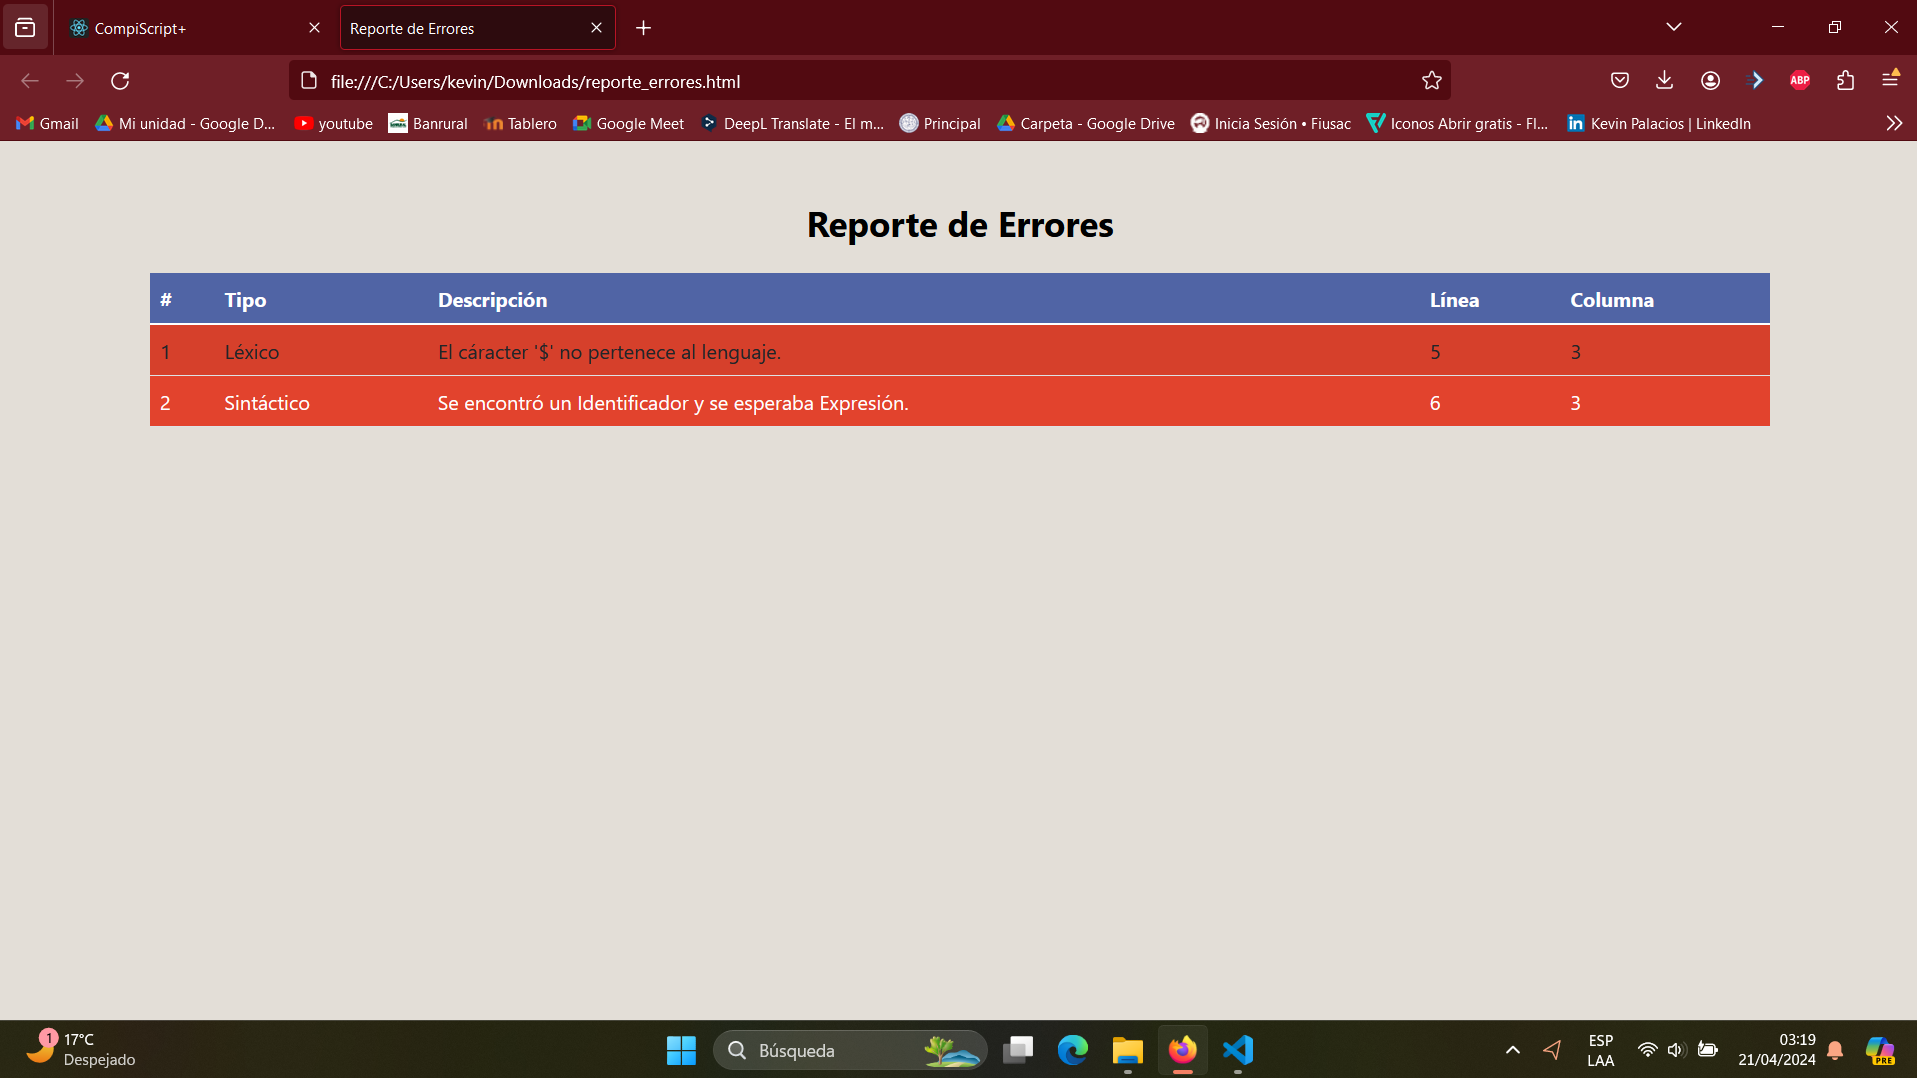 CompiScript+
Reporte de Errores
file:///C:/Users/kevin/Downloads/reporte_errores.html
ABP
Gmail
Mi unidad - Google D...
youtube
Banrural
Tablero
Google Meet
DeepL Translate - El m...
Principal
Carpeta - Google Drive
Inicia Sesión • Fiusac
Iconos Abrir gratis - Fl...
Kevin Palacios | LinkedIn
Reporte de Errores
# Tipo Descripción Línea Columna
1 Léxico El cáracter '$' no pertenece al lenguaje. 5 3
2 Sintáctico Se encontró un Identificador y se esperaba Expresión. 6 3
1
17°C
Despejado
Búsqueda
ESP
LAA
03:19
21/04/2024
PRE